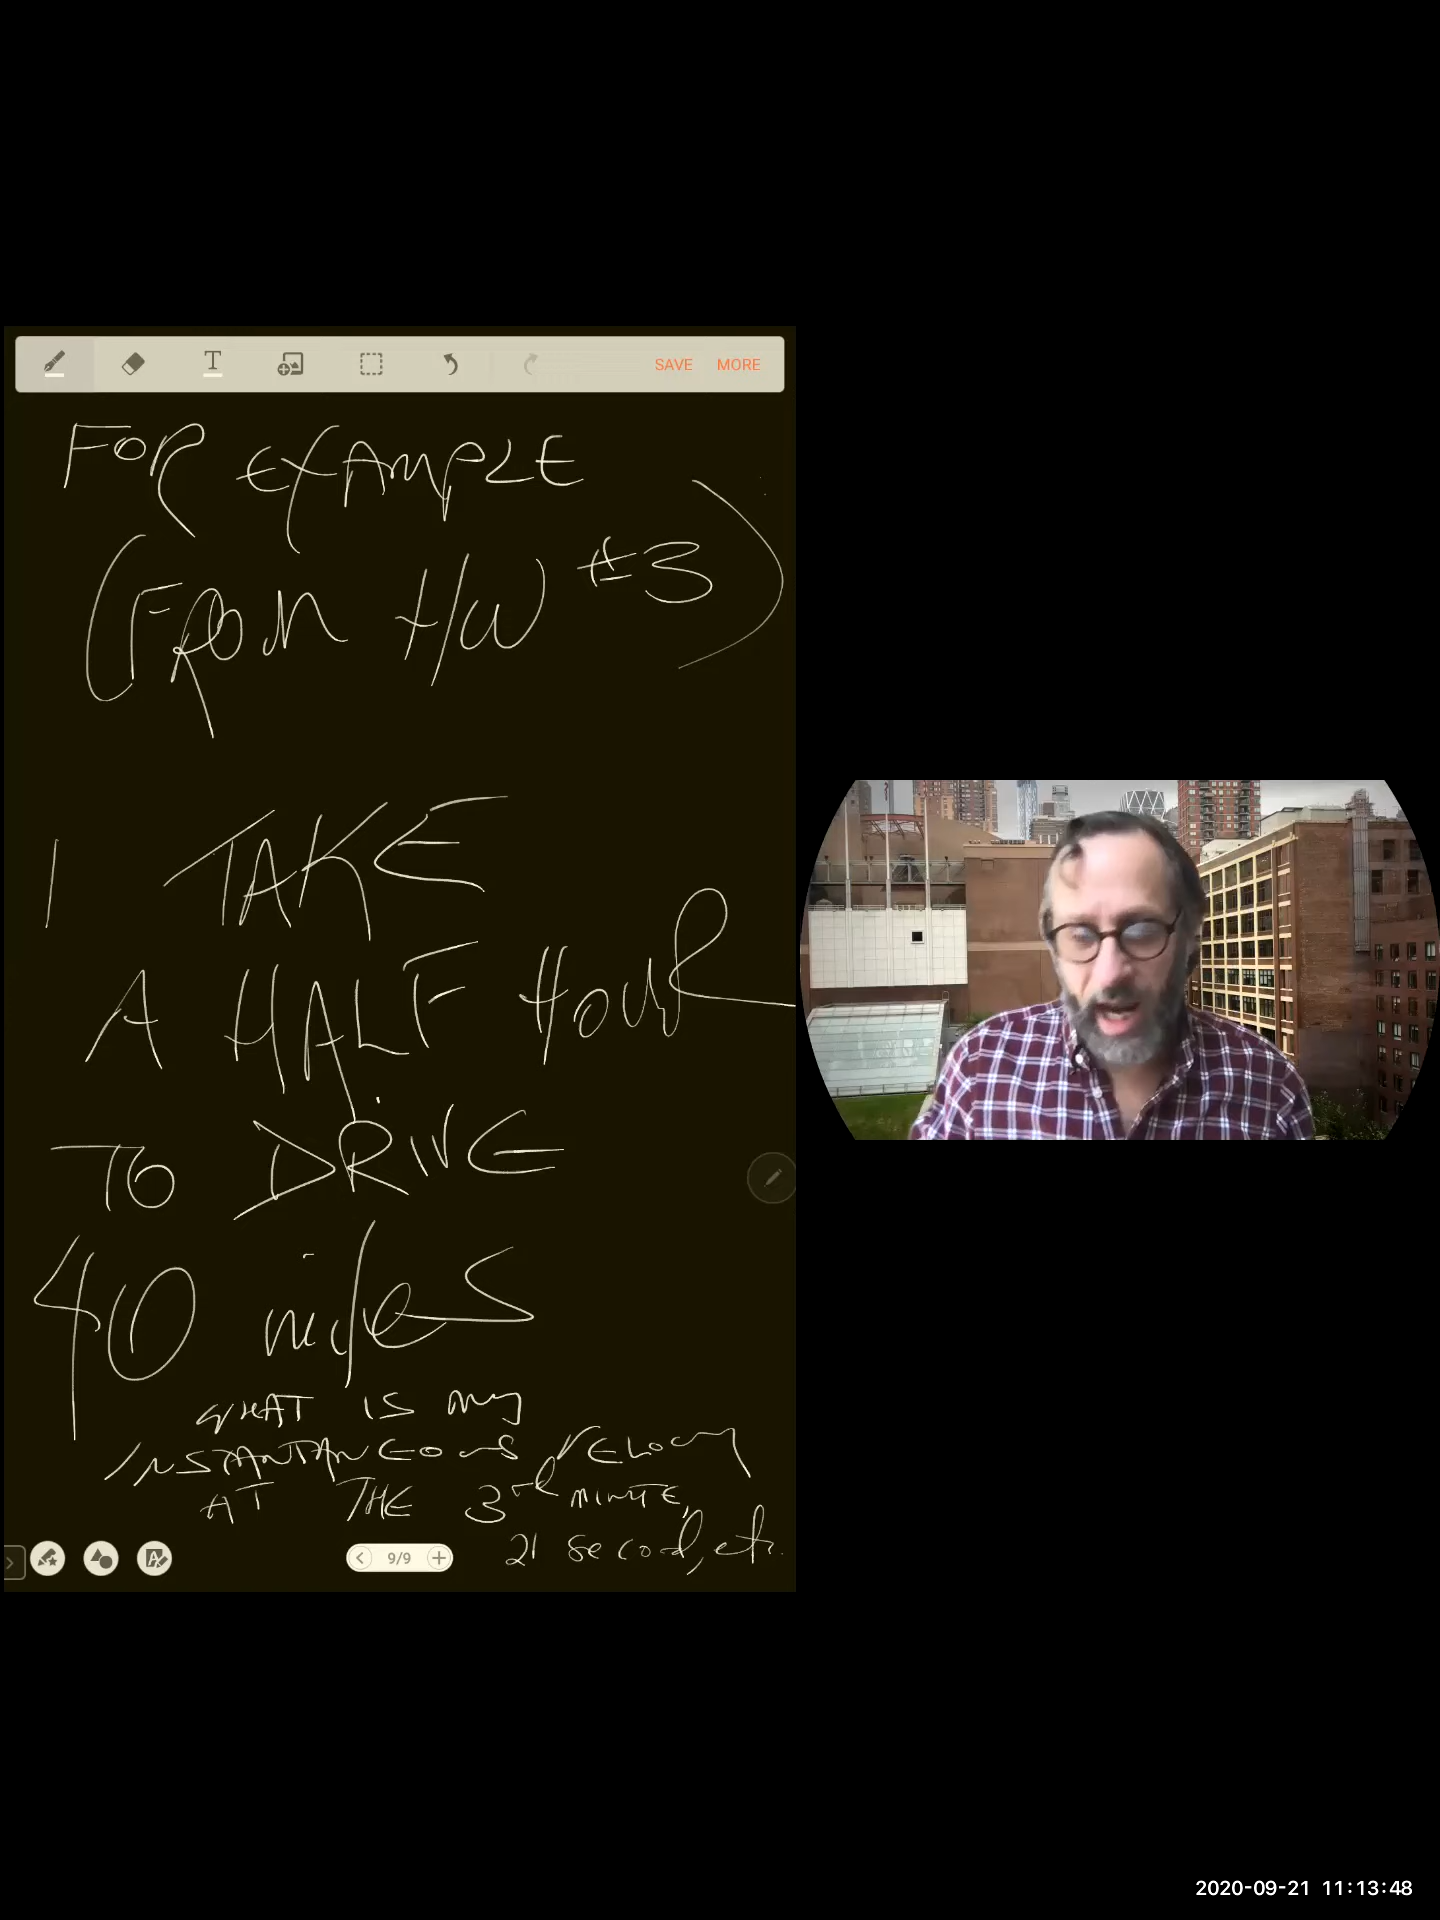 SAVE MORE
FOR EXAMPLE
(FROM H/W #3)
I TAKE
A HALF HOUR
TO DRIVE
40 miles
WHAT IS my
INSTANTANEOUS VELOCITY
AT THE 3rd MINUTE,
21 second, etc.
9/9
2020-09-21 11:13:48